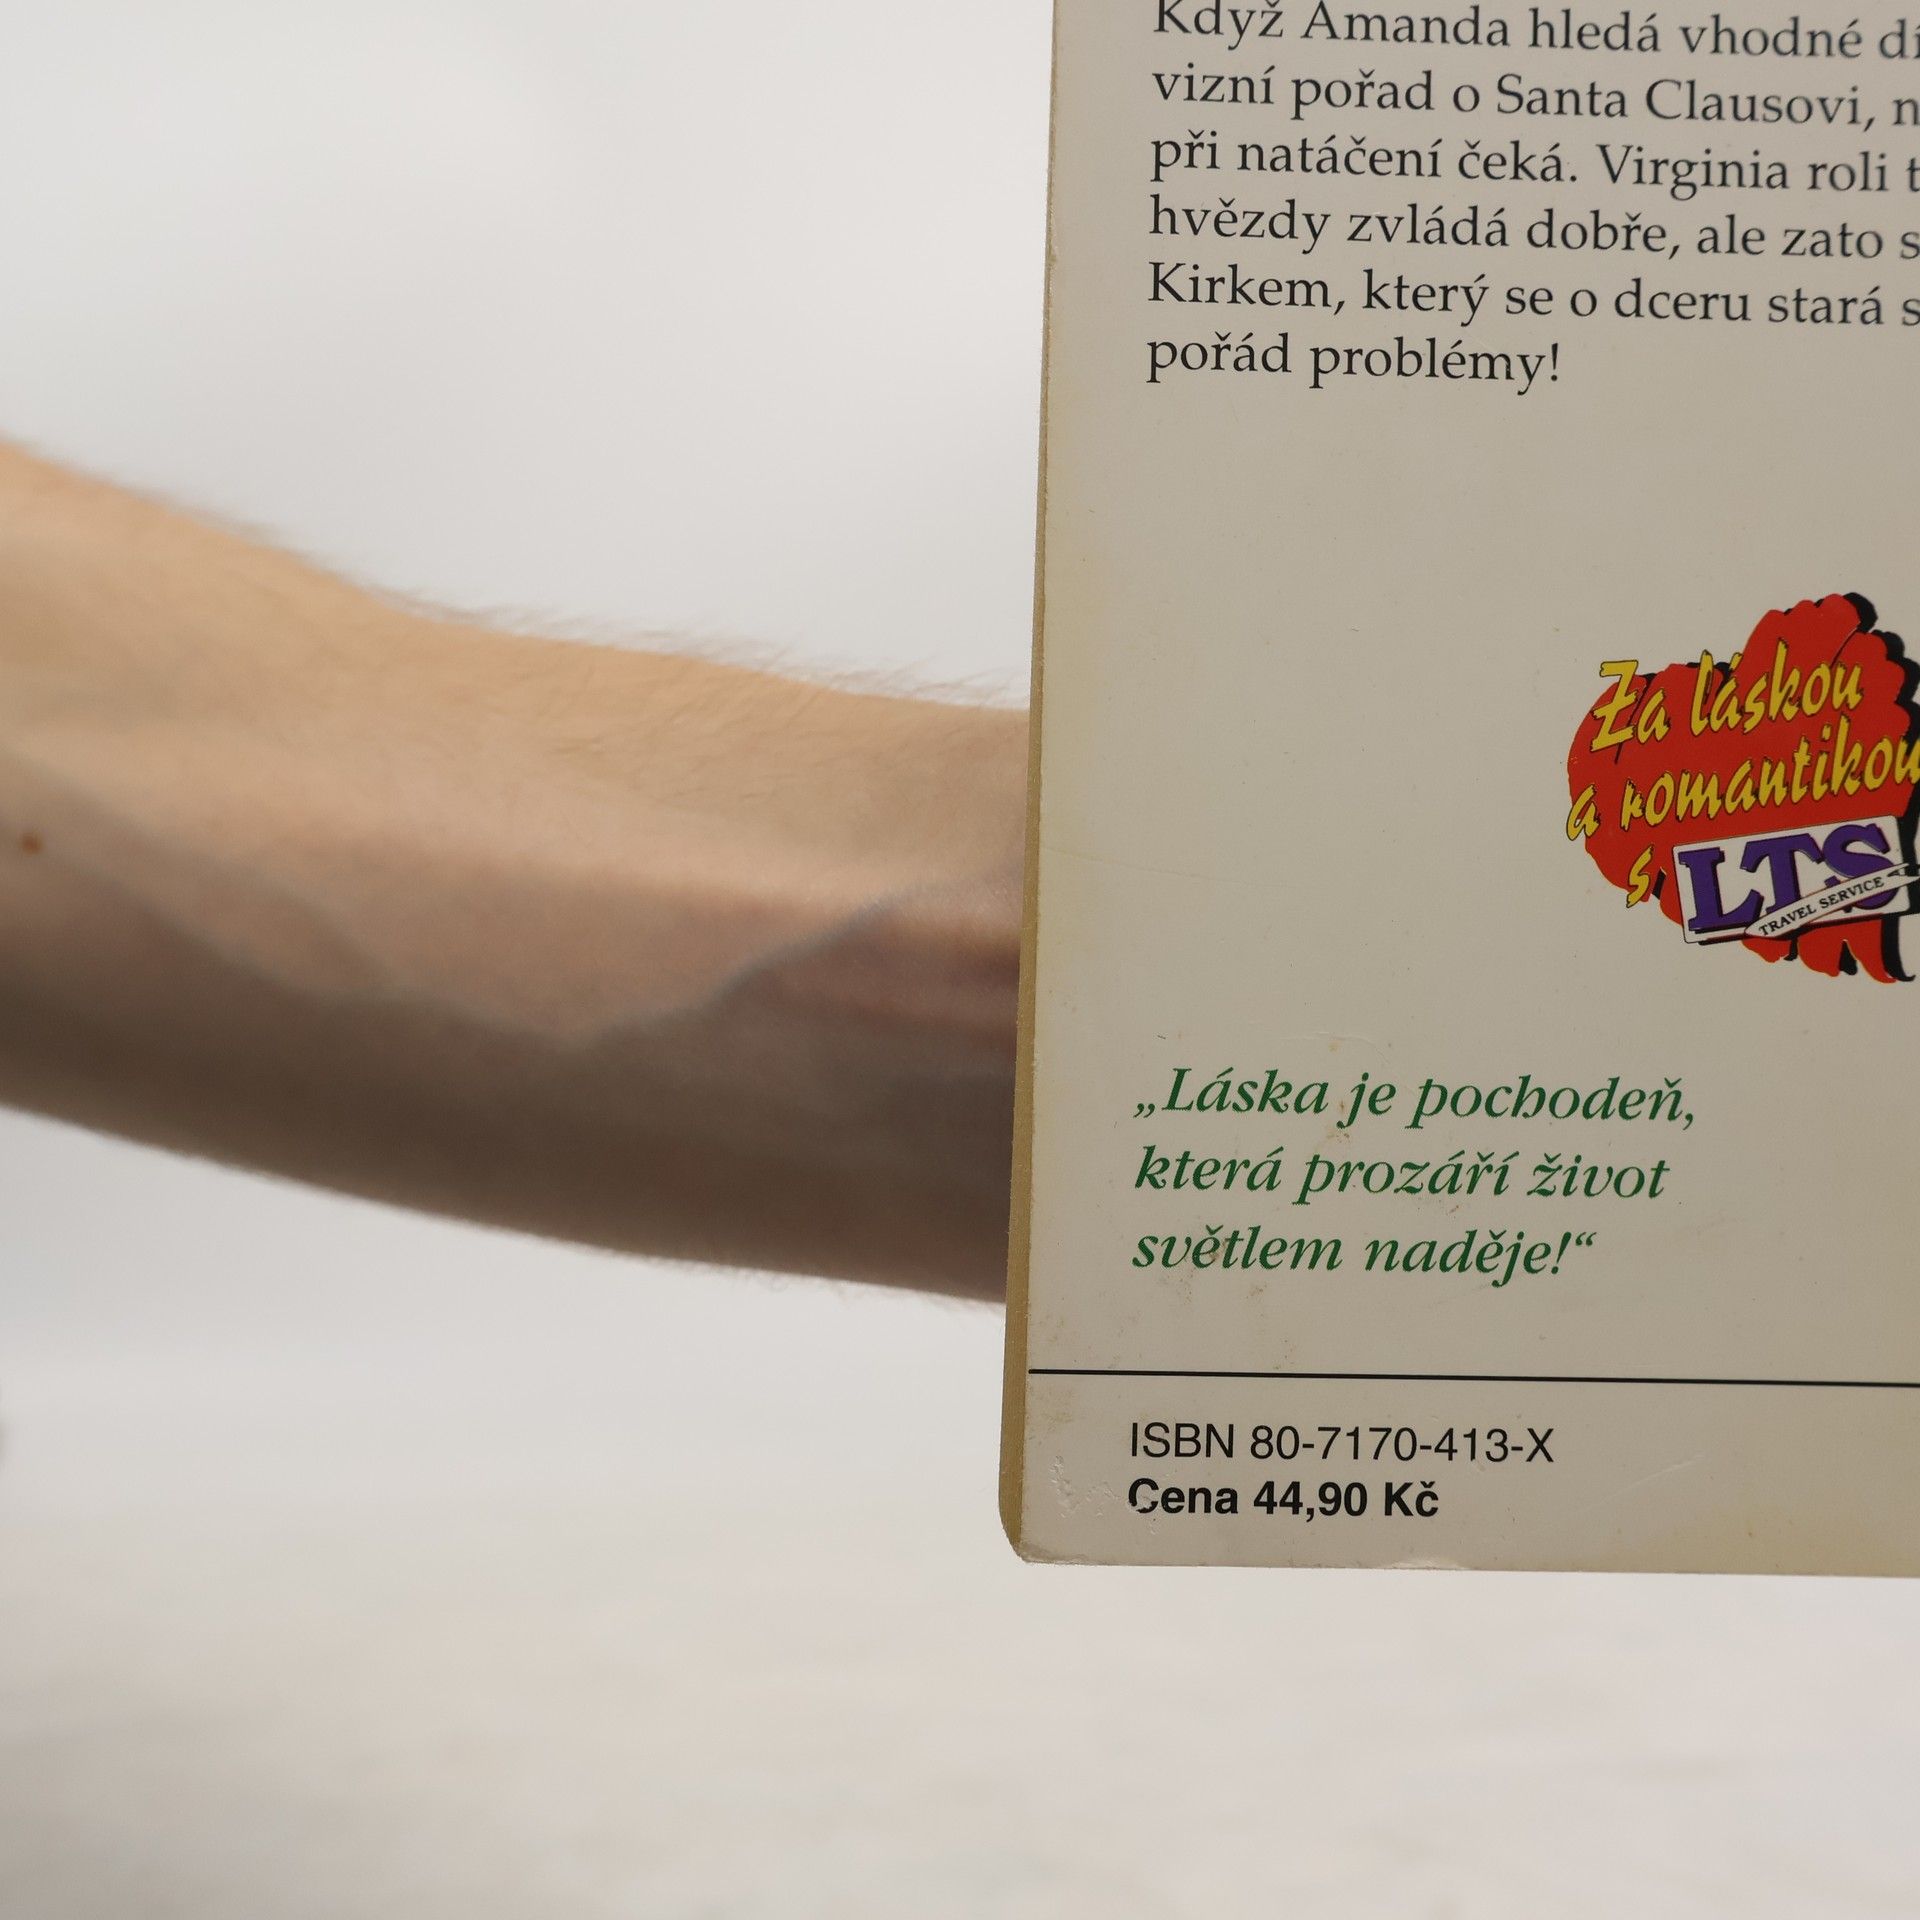 Když Amanda hledá vhodné
vizní pořad o Santa Clausovi,
při natáčení čeká. Virginia roli
hvězdy zvládá dobře, ale zato
Kirkem, který se o dceru stará
pořád problémy!
Za láskou
a romantikou
s LTS
TRAVEL SERVICE
„Láska je pochodeň,
která prozáří život
světlem naděje!“
ISBN 80-7170-413-X
Cena 44,90 Kč